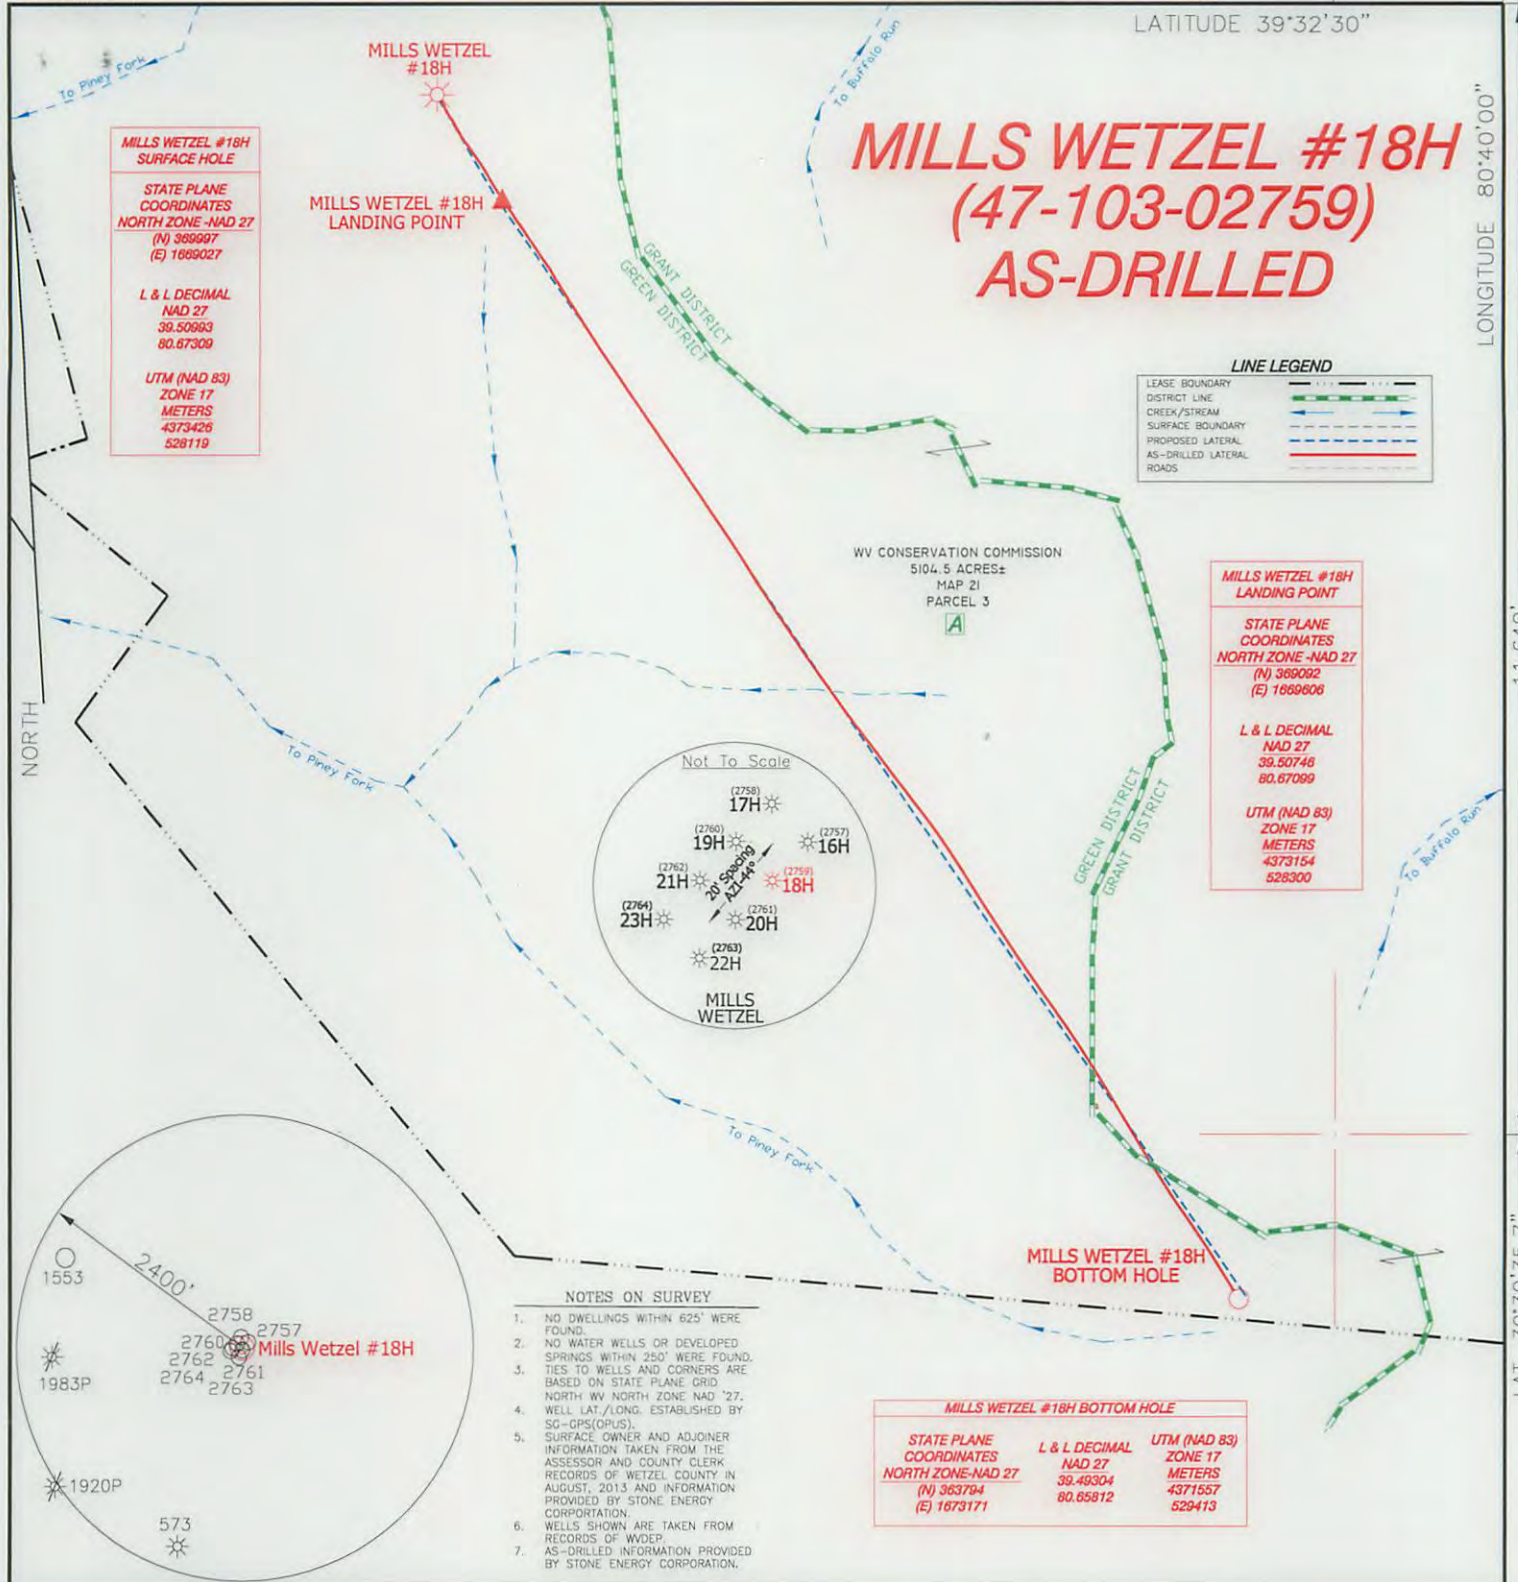 LATITUDE 39°32'30"
MILLS WETZEL
#18H
To Piney Fork
To Buffalo Run
MILLS WETZEL #18H
(47-103-02759)
AS-DRILLED
LONGITUDE 80°40'00"
MILLS WETZEL #18H
SURFACE HOLE
STATE PLANE
COORDINATES
NORTH ZONE -NAD 27
(N) 369997
(E) 1669027
L & L DECIMAL
NAD 27
39.50993
80.67309
UTM (NAD 83)
ZONE 17
METERS
4373426
528119
MILLS WETZEL #18H
LANDING POINT
GRANT DISTRICT
GREEN DISTRICT
LINE LEGEND
LEASE BOUNDARY
DISTRICT LINE
CREEK/STREAM
SURFACE BOUNDARY
PROPOSED LATERAL
AS-DRILLED LATERAL
ROADS
WV CONSERVATION COMMISSION
5104.5 ACRES±
MAP 21
PARCEL 3
A
MILLS WETZEL #18H
LANDING POINT
STATE PLANE
COORDINATES
NORTH ZONE -NAD 27
(N) 369092
(E) 1669606
L & L DECIMAL
NAD 27
39.50746
80.67099
UTM (NAD 83)
ZONE 17
METERS
4373154
528300
NORTH
To Piney Fork
Not To Scale
(2758)
17H
(2760)
19H
(2757)
16H
(2762)
21H
20' Spacing
AZI-44°
(2759)
18H
(2764)
23H
(2761)
20H
(2763)
22H
MILLS
WETZEL
GREEN DISTRICT
GRANT DISTRICT
To Buffalo Run
To Piney Fork
MILLS WETZEL #18H
BOTTOM HOLE
2400'
1553
2758
2757
2760
Mills Wetzel #18H
2762
2761
2764
2763
1983P
1920P
573
NOTES ON SURVEY
1. NO DWELLINGS WITHIN 625' WERE
FOUND.
2. NO WATER WELLS OR DEVELOPED
SPRINGS WITHIN 250' WERE FOUND.
3. TIES TO WELLS AND CORNERS ARE
BASED ON STATE PLANE GRID
NORTH WV NORTH ZONE NAD '27.
4. WELL LAT./LONG. ESTABLISHED BY
SG-GPS(OPUS).
5. SURFACE OWNER AND ADJOINER
INFORMATION TAKEN FROM THE
ASSESSOR AND COUNTY CLERK
RECORDS OF WETZEL COUNTY IN
AUGUST, 2013 AND INFORMATION
PROVIDED BY STONE ENERGY
CORPORTATION.
6. WELLS SHOWN ARE TAKEN FROM
RECORDS OF WVDEP.
7. AS-DRILLED INFORMATION PROVIDED
BY STONE ENERGY CORPORATION.
MILLS WETZEL #18H BOTTOM HOLE
STATE PLANE
COORDINATES
NORTH ZONE-NAD 27
(N) 363794
(E) 1673171
L & L DECIMAL
NAD 27
39.49304
80.65812
UTM (NAD 83)
ZONE 17
METERS
4371557
529413